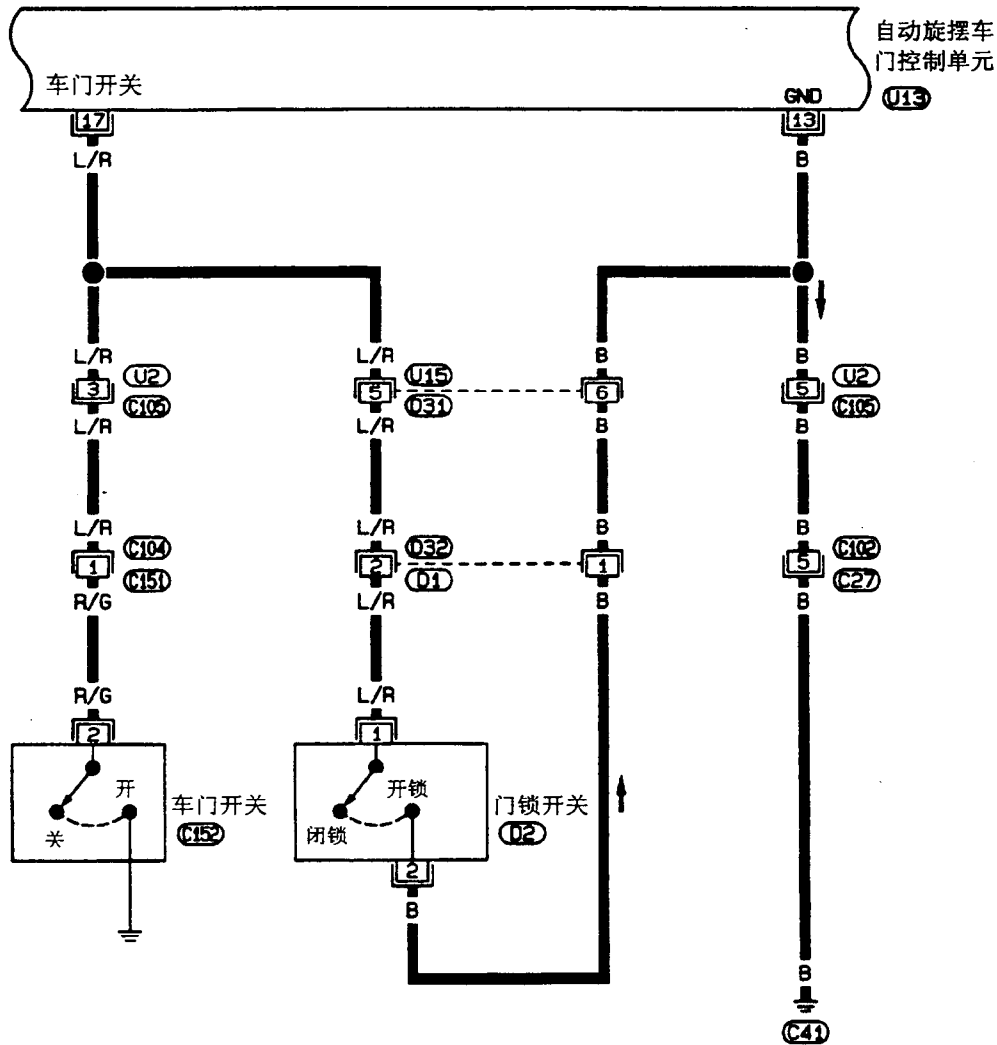 自动旋摆车
门控制单元
车门开关
GND
U13
17
13
L/R
B
L/R
L/R
B
B
3
U2
C105
5
U15
D31
6
5
U2
C105
L/R
L/R
B
B
L/R
L/R
B
B
1
C104
C151
2
D32
D1
1
5
C102
C27
R/G
L/R
B
B
R/G
L/R
2
1
开
关
车门开关
C152
开锁
闭锁
门锁开关
D2
2
B
B
C41